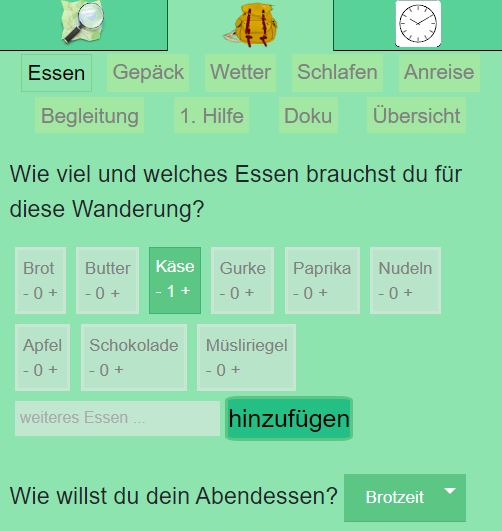 Essen Gepäck Wetter Schlafen Anreise
Begleitung 1. Hilfe Doku Übersicht
Wie viel und welches Essen brauchst du für
diese Wanderung?
Brot Butter Käse Gurke Paprika Nudeln
- 0 + - 0 + - 1 + - 0 + - 0 + - 0 +
Apfel Schokolade Müsliriegel
- 0 + - 0 + - 0 +
weiteres Essen ... hinzufügen
Wie willst du dein Abendessen? Brotzeit